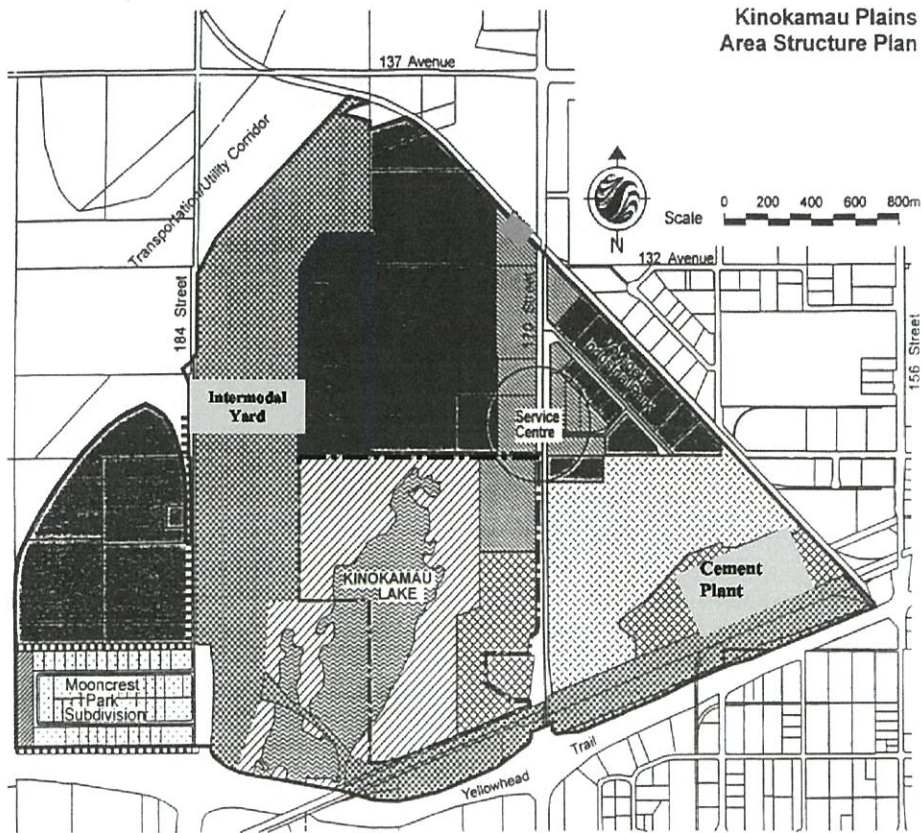 Kinokamau Plains
Area Structure Plan
137 Avenue
Transportation/Utility Corridor
N
Scale
0 200 400 600 800m
132 Avenue
184 Street
170 Street
156 Street
Intermodal
Yard
Service
Centre
KINOKAMAU
LAKE
Cement
Plant
Mooncrest
Park
Subdivision
Yellowhead Trail